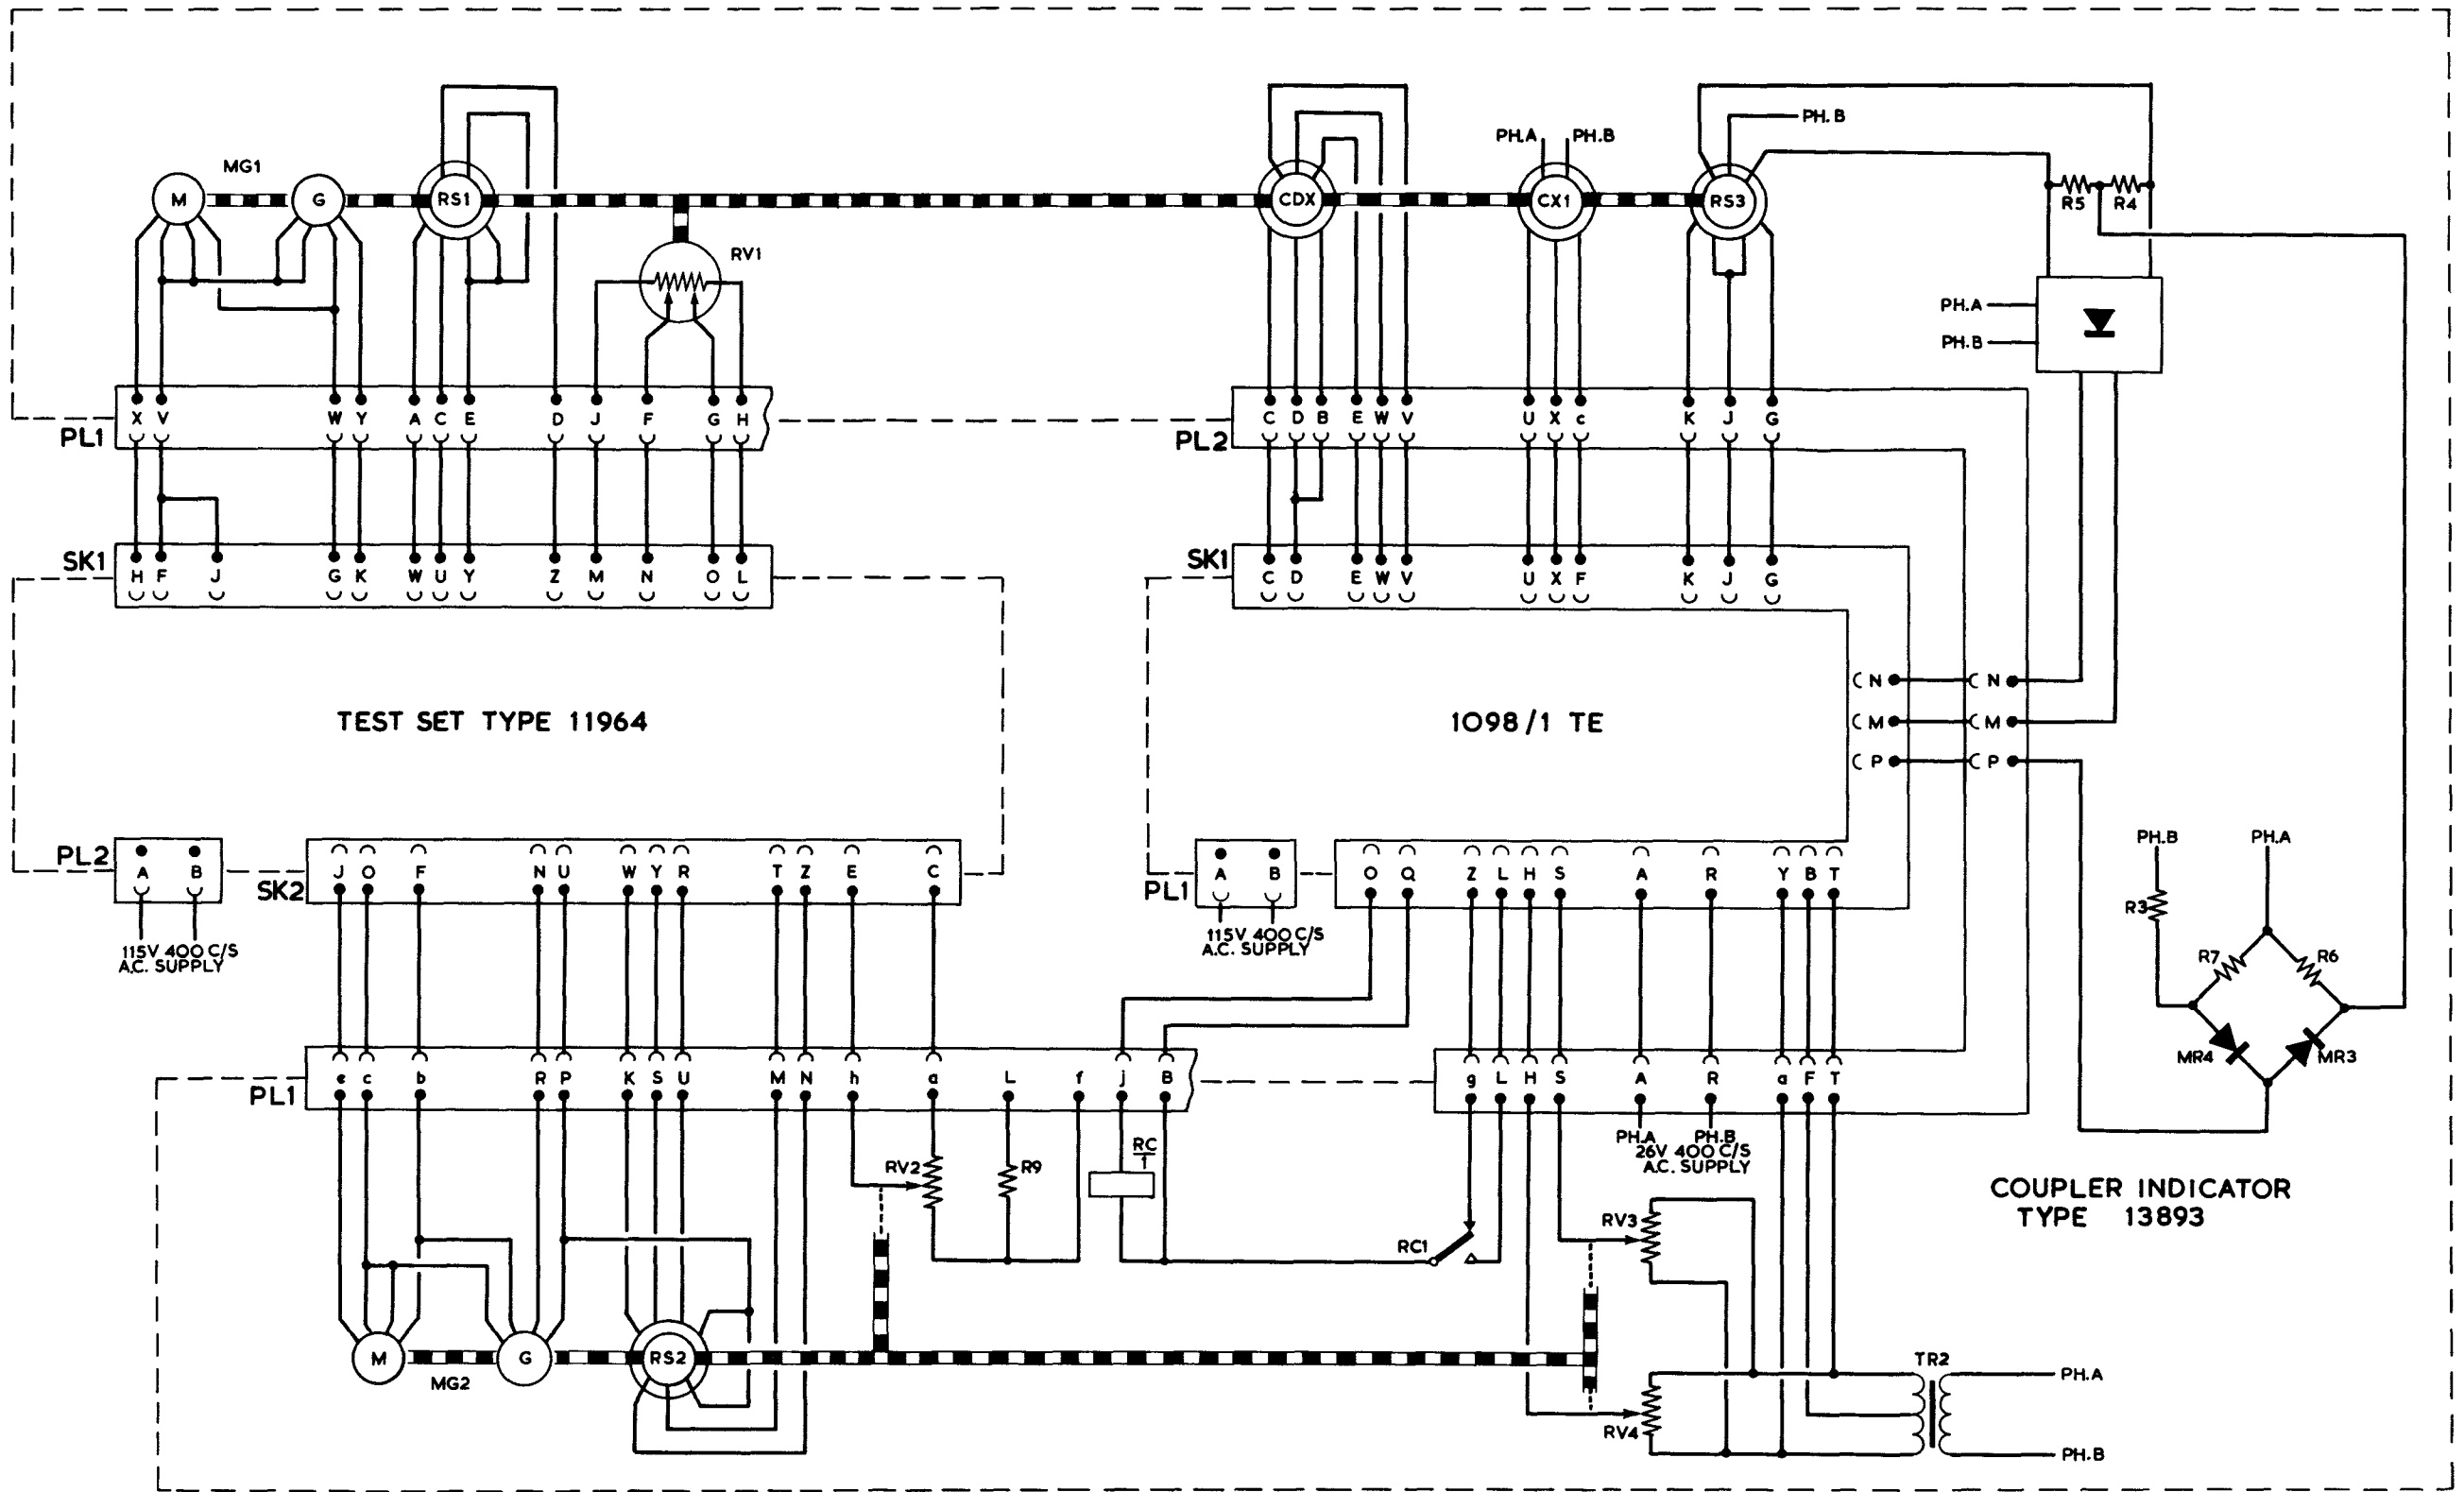 PH.B
PH.A PH.B
MG1
M G RS1 CDX CX1 RS3
R5 R4
RV1
PH.A
PH.B
X V W Y A C E D J F G H
PL1
C D B E W V U X c K J G
PL2
SK1
H F J G K W U Y Z M N O L
SK1
C D E W V U X F K J G
N N
TEST SET TYPE 11964
1098/1 TE
M M
P P
PH.B PH.A
PL2
A B
SK2
J O F N U W Y R T Z E C
PL1
A B
O Q Z L H S A R Y B T
R3
115V 400 C/S
A.C. SUPPLY
115V 400 C/S
A.C. SUPPLY
R7 R6
MR4 MR3
PL1
e c b R P K S U M N h a L f j B
g L H S A R a F T
PH.A PH.B
26V 400 C/S
A.C. SUPPLY
RC
RV2 R9
COUPLER INDICATOR
TYPE 13893
RV3
RC1
M G RS2
MG2
TR2
PH.A
RV4
PH.B